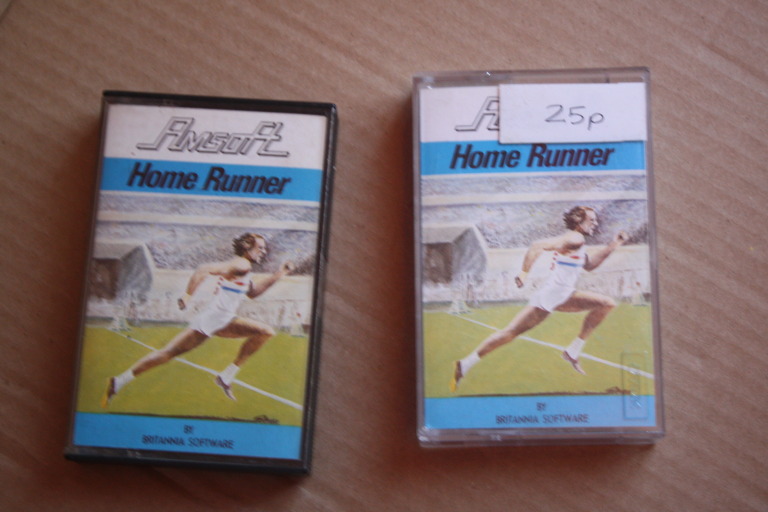 Amsoft
Home Runner
BY
BRITANNIA SOFTWARE
25p
Home Runner
BY
BRITANNIA SOFTWARE